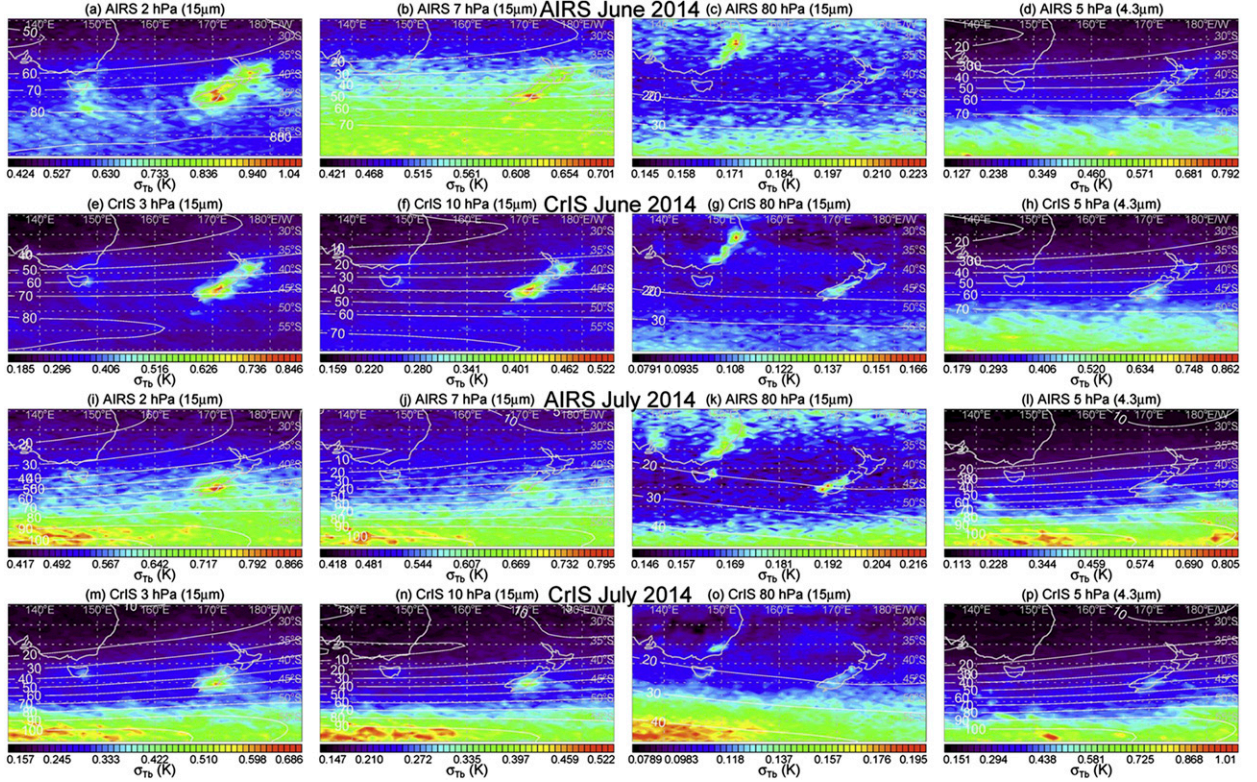 AIRS June 2014
(a) AIRS 2 hPa (15μm) (b) AIRS 7 hPa (15μm) (c) AIRS 80 hPa (15μm) (d) AIRS 5 hPa (4.3μm)
140°E 150°E 160°E 170°E 180°E/W
30°S
35°S
40°S
45°S
50°S
55°S
0.424 0.527 0.630 0.733 0.836 0.940 1.04
0.421 0.468 0.515 0.561 0.608 0.654 0.701
0.145 0.158 0.171 0.184 0.197 0.210 0.223
0.127 0.238 0.349 0.460 0.571 0.681 0.792
σTb (K) σTb (K) σTb (K) σTb (K)
CrIS June 2014
(e) CrIS 3 hPa (15μm) (f) CrIS 10 hPa (15μm) (g) CrIS 80 hPa (15μm) (h) CrIS 5 hPa (4.3μm)
0.185 0.296 0.406 0.516 0.626 0.736 0.846
0.159 0.220 0.280 0.341 0.401 0.462 0.522
0.0791 0.0935 0.108 0.122 0.137 0.151 0.166
0.179 0.293 0.406 0.520 0.634 0.748 0.862
σTb (K) σTb (K) σTb (K) σTb (K)
AIRS July 2014
(i) AIRS 2 hPa (15μm) (j) AIRS 7 hPa (15μm) (k) AIRS 80 hPa (15μm) (l) AIRS 5 hPa (4.3μm)
0.417 0.492 0.567 0.642 0.717 0.792 0.866
0.418 0.481 0.544 0.607 0.669 0.732 0.795
0.146 0.157 0.169 0.181 0.192 0.204 0.216
0.113 0.228 0.344 0.459 0.574 0.690 0.805
σTb (K) σTb (K) σTb (K) σTb (K)
CrIS July 2014
(m) CrIS 3 hPa (15μm) (n) CrIS 10 hPa (15μm) (o) CrIS 80 hPa (15μm) (p) CrIS 5 hPa (4.3μm)
0.157 0.245 0.333 0.422 0.510 0.598 0.686
0.147 0.210 0.272 0.335 0.397 0.459 0.522
0.0789 0.0983 0.118 0.137 0.156 0.176 0.195
0.151 0.294 0.438 0.581 0.725 0.868 1.01
σTb (K) σTb (K) σTb (K) σTb (K)